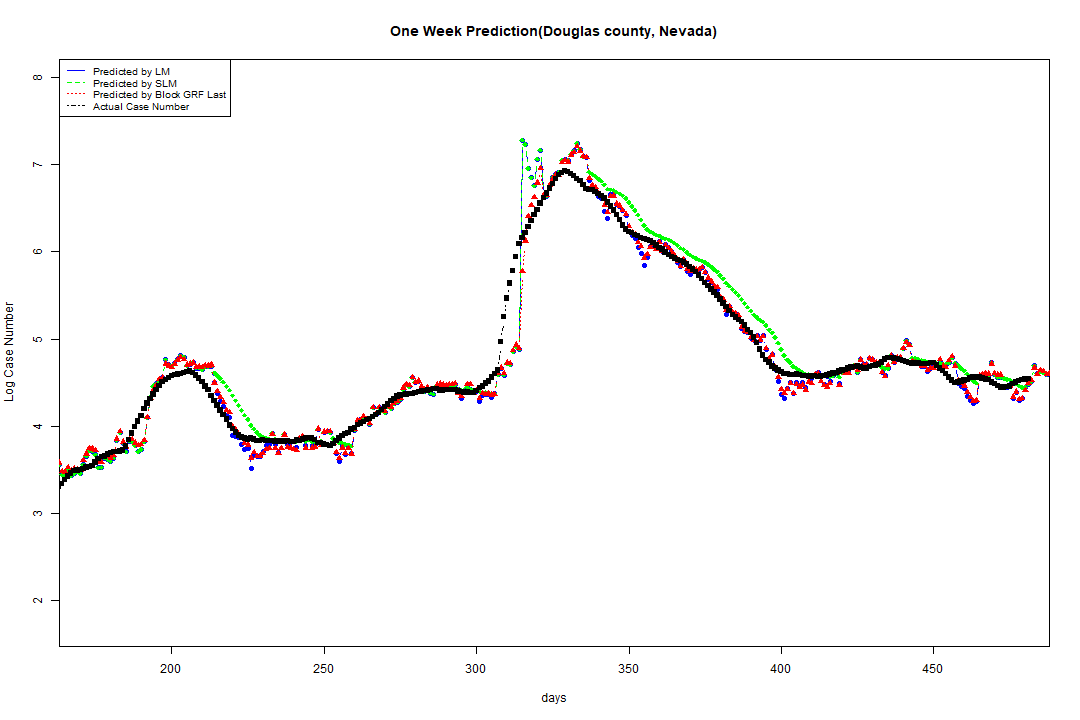 One Week Prediction(Douglas county, Nevada)
Predicted by LM
Predicted by SLM
Predicted by Block GRF Last
Actual Case Number
8
7
6
5
4
3
2
Log Case Number
200 250 300 350 400 450
days